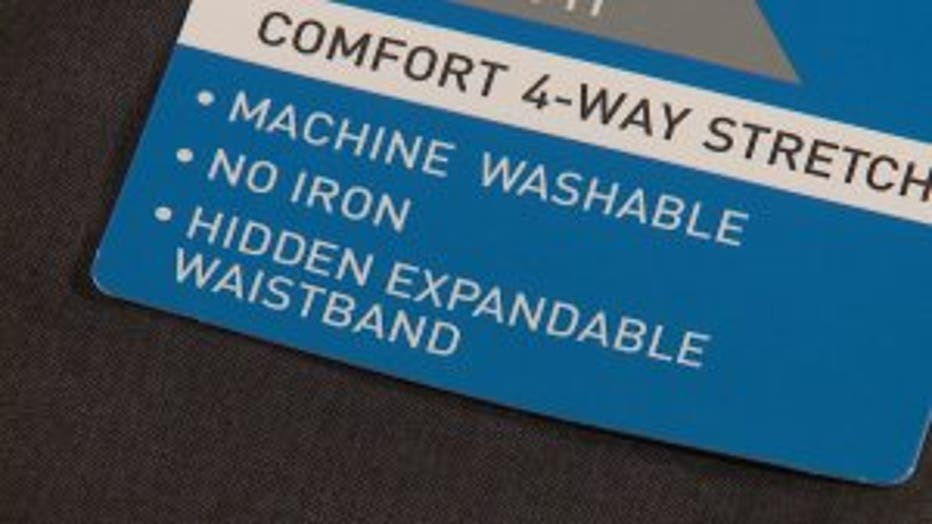 COMFORT 4-WAY STRETCH
• MACHINE WASHABLE
• NO IRON
• HIDDEN EXPANDABLE
WAISTBAND